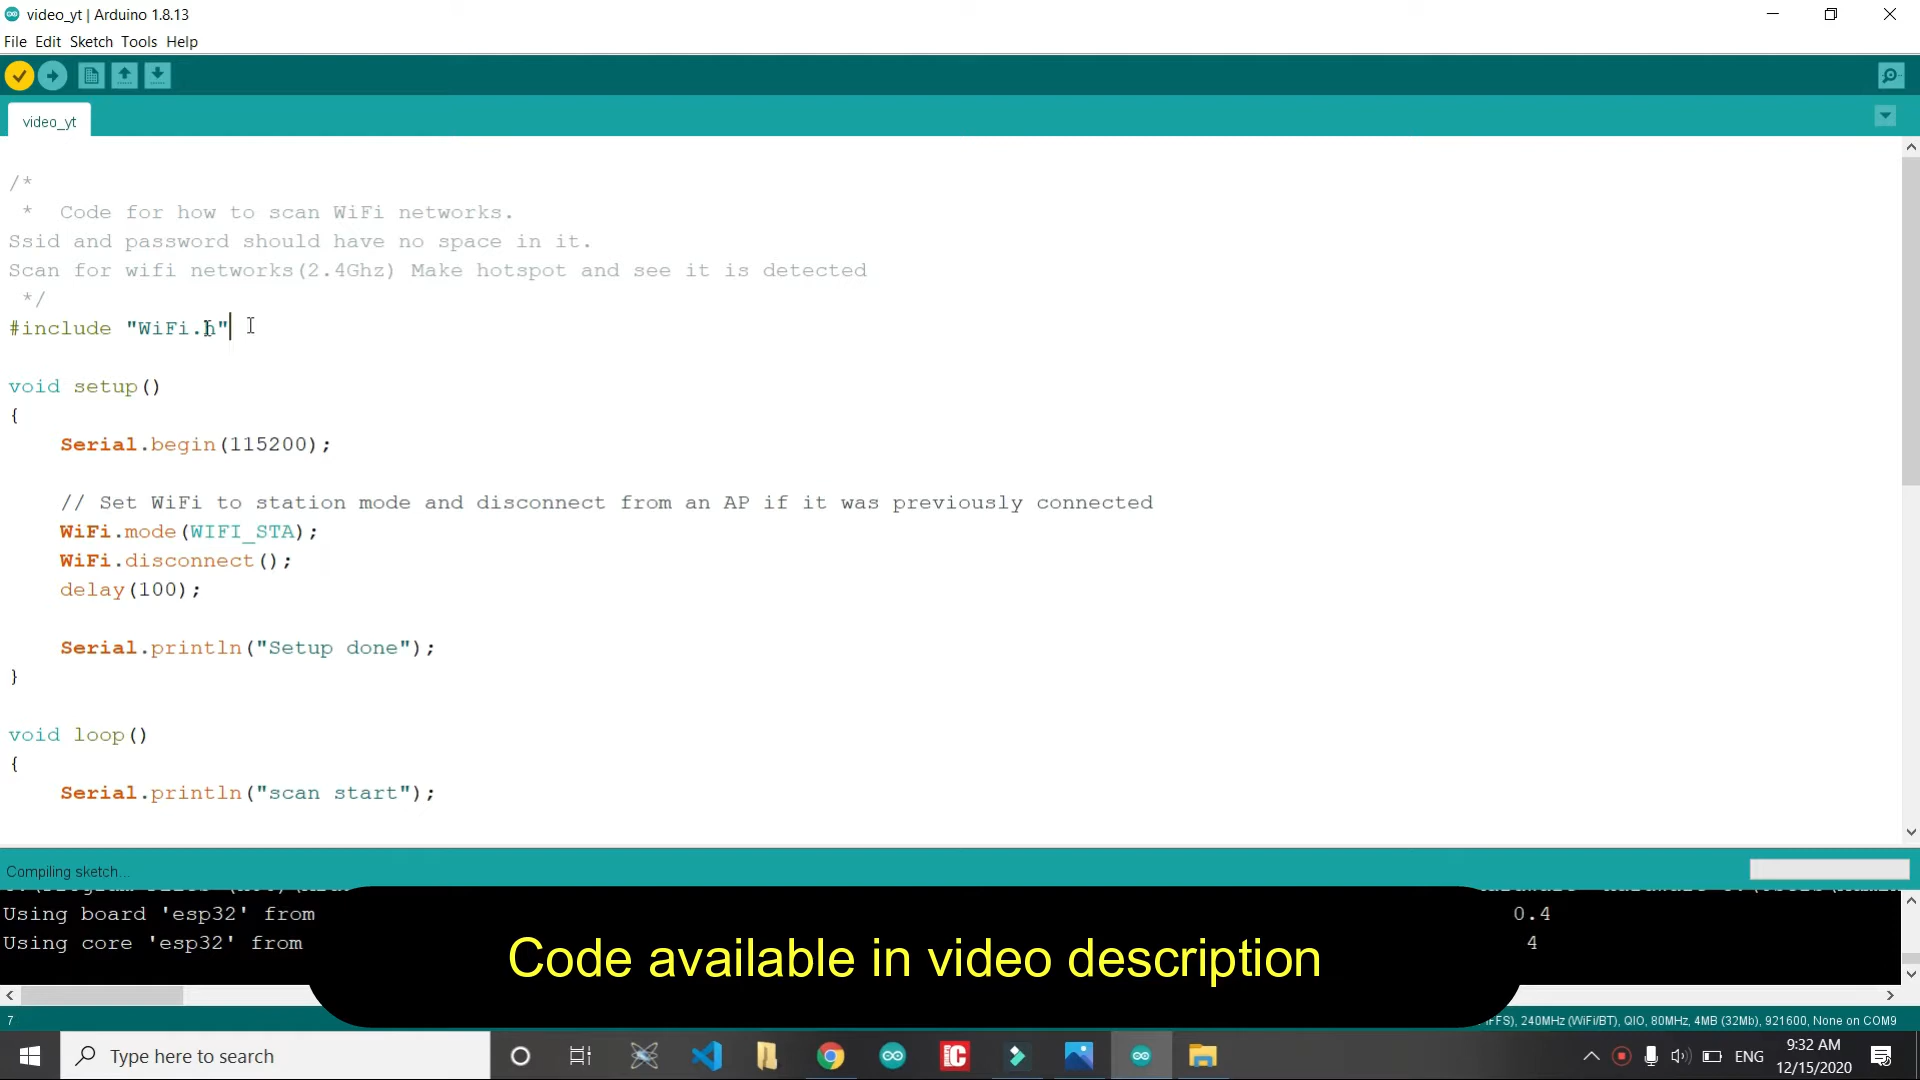 video_yt | Arduino 1.8.13
File Edit Sketch Tools Help
video_yt
/*
*  Code for how to scan WiFi networks.
Ssid and password should have no space in it.
Scan for wifi networks(2.4Ghz) Make hotspot and see it is detected
*/
#include "WiFi.h"
void setup()
{
Serial.begin(115200);
// Set WiFi to station mode and disconnect from an AP if it was previously connected
WiFi.mode(WIFI_STA);
WiFi.disconnect();
delay(100);
Serial.println("Setup done");
}
void loop()
{
Serial.println("scan start");
Compiling sketch...
Using board 'esp32' from 0.4
Using core 'esp32' from 4
Code available in video description
7 240MHz (WiFi/BT), QIO, 80MHz, 4MB (32Mb), 921600, None on COM9
Type here to search
ENG
9:32 AM
12/15/2020